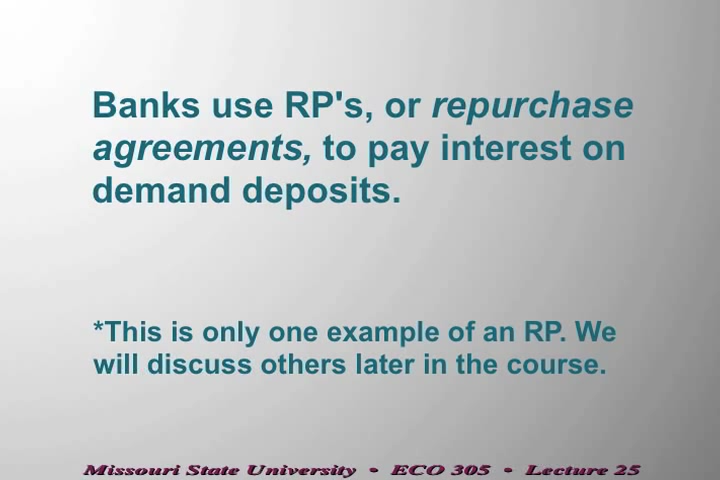 Banks use RP's, or repurchase
agreements, to pay interest on
demand deposits.
*This is only one example of an RP. We
will discuss others later in the course.
Missouri State University • ECO 305 • Lecture 25